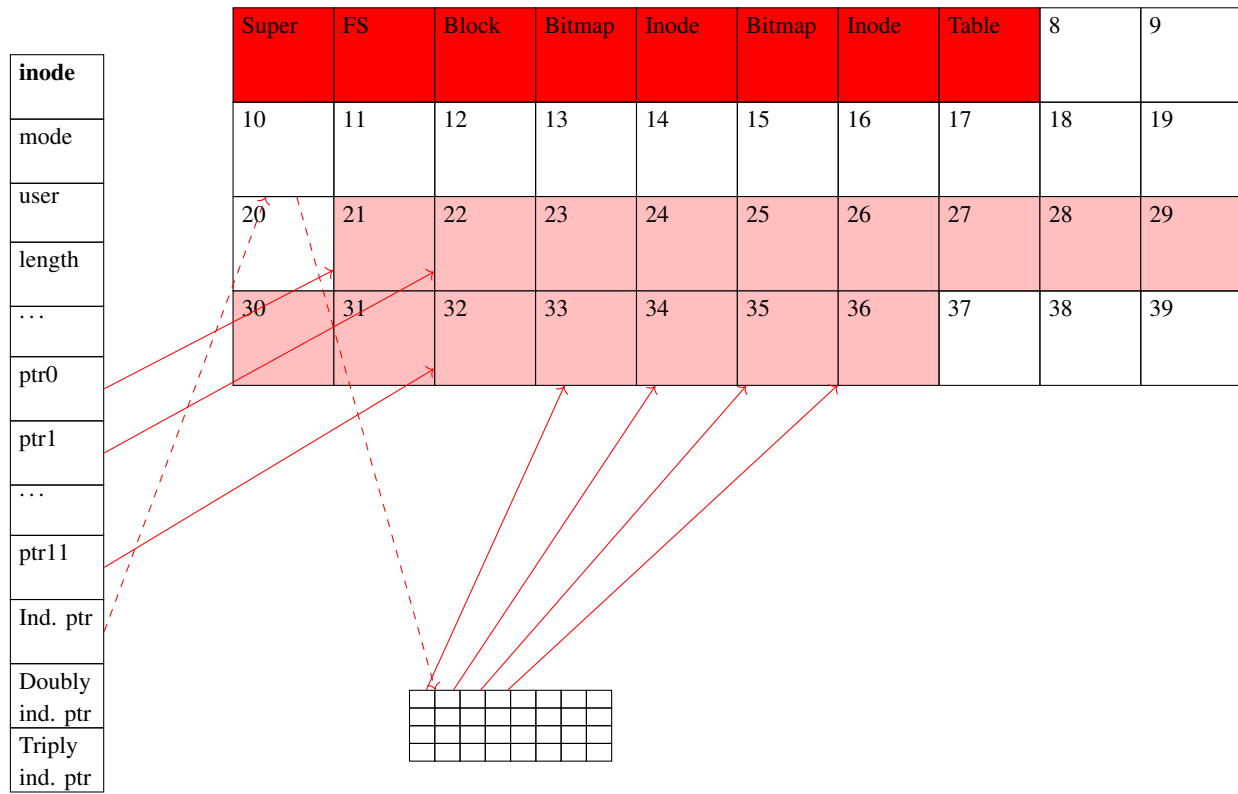 Super FS Block Bitmap Inode Bitmap Inode Table 8 9
10 11 12 13 14 15 16 17 18 19
20 21 22 23 24 25 26 27 28 29
30 31 32 33 34 35 36 37 38 39
inode
mode
user
length
...
ptr0
ptr1
...
ptr11
Ind. ptr
Doubly
ind. ptr
Triply
ind. ptr